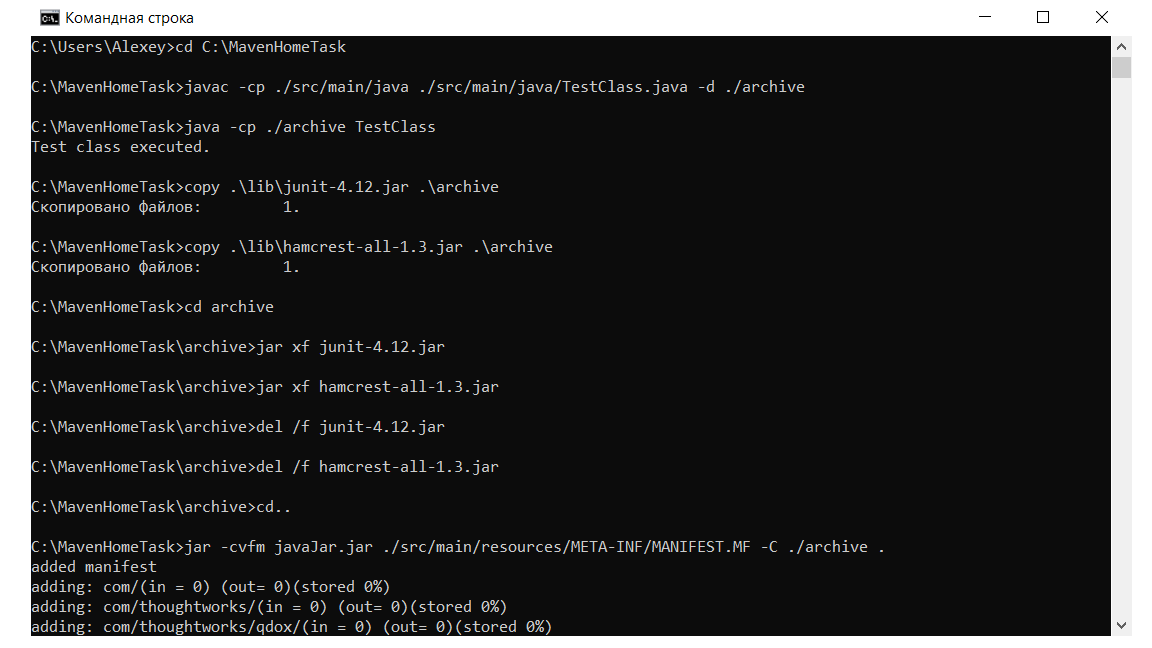 Командная строка
C:\Users\Alexey>cd C:\MavenHomeTask
C:\MavenHomeTask>javac -cp ./src/main/java ./src/main/java/TestClass.java -d ./archive
C:\MavenHomeTask>java -cp ./archive TestClass
Test class executed.
C:\MavenHomeTask>copy .\lib\junit-4.12.jar .\archive
Скопировано файлов:         1.
C:\MavenHomeTask>copy .\lib\hamcrest-all-1.3.jar .\archive
Скопировано файлов:         1.
C:\MavenHomeTask>cd archive
C:\MavenHomeTask\archive>jar xf junit-4.12.jar
C:\MavenHomeTask\archive>jar xf hamcrest-all-1.3.jar
C:\MavenHomeTask\archive>del /f junit-4.12.jar
C:\MavenHomeTask\archive>del /f hamcrest-all-1.3.jar
C:\MavenHomeTask\archive>cd..
C:\MavenHomeTask>jar -cvfm javaJar.jar ./src/main/resources/META-INF/MANIFEST.MF -C ./archive .
added manifest
adding: com/(in = 0) (out= 0)(stored 0%)
adding: com/thoughtworks/(in = 0) (out= 0)(stored 0%)
adding: com/thoughtworks/qdox/(in = 0) (out= 0)(stored 0%)